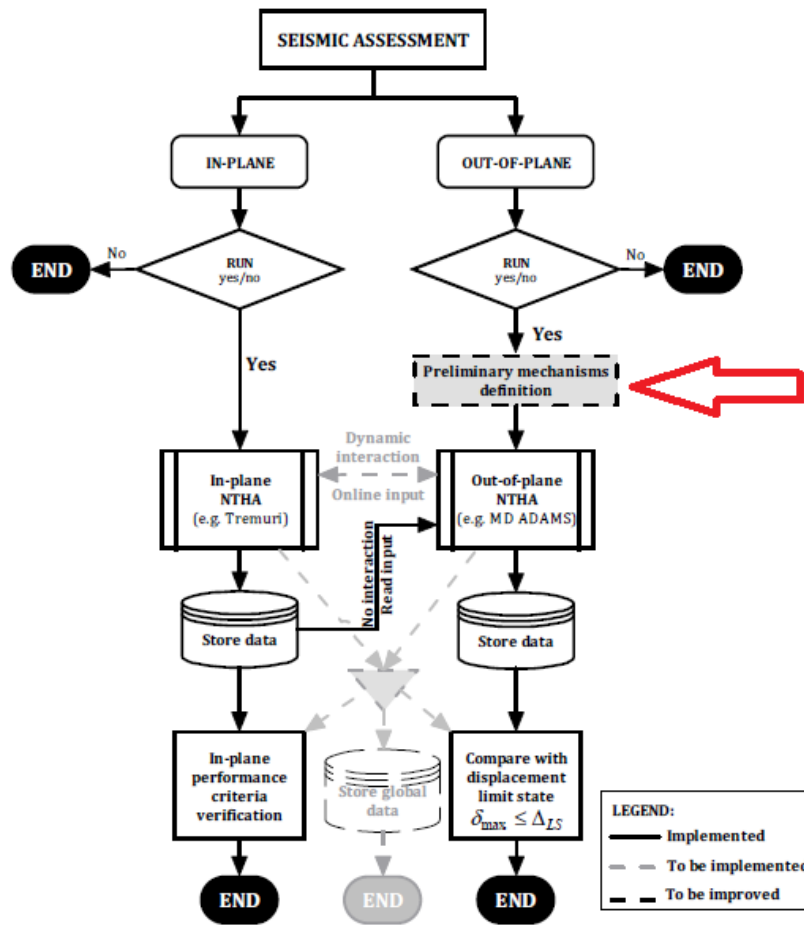 SEISMIC ASSESSMENT
IN-PLANE
OUT-OF-PLANE
END
No
RUN
yes/no
RUN
yes/no
No
END
Yes
Yes
Preliminary mechanisms
definition
In-plane
NTHA
(e.g. Tremuri)
Dynamic
interaction
Online input
Out-of-plane
NTHA
(e.g. MD ADAMS)
No interaction
Read input
Store data
Store data
In-plane
performance
criteria
verification
Store global
data
Compare with
displacement
limit state
δmax ≤ ΔLS
END
END
END
LEGEND:
Implemented
To be implemented
To be improved